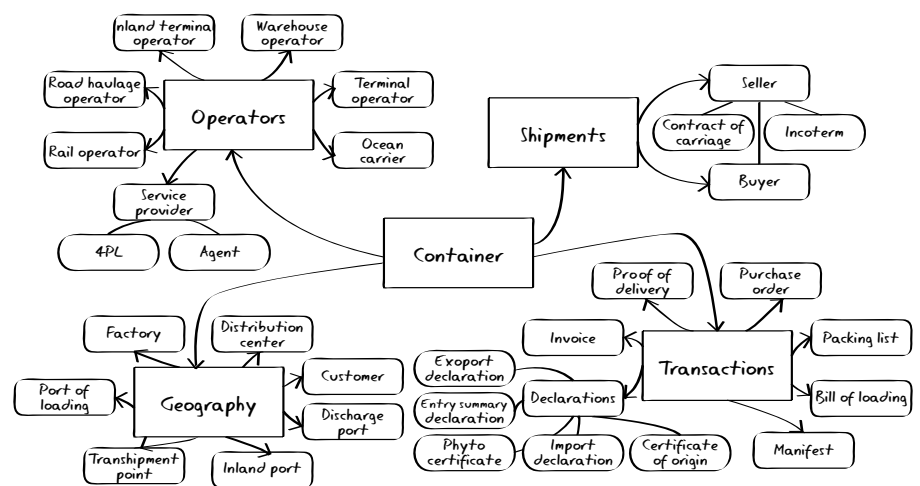 nland termina
operator
Warehouse
operator
Road haulage
operator
Operators
Terminal
operator
Rail operator
Ocean
carrier
Service
provider
4PL
Agent
Shipments
Seller
Contract of
carriage
Incoterm
Buyer
Container
Factory
Distribution
center
Port of
loading
Geography
Customer
Discharge
port
Transhipment
point
Inland port
Proof of
delivery
Purchase
order
Invoice
Transactions
Packing list
Exoport
declaration
Declarations
Bill of loading
Entry summary
declaration
Phyto
certificate
Import
declaration
Certificate
of origin
Manifest